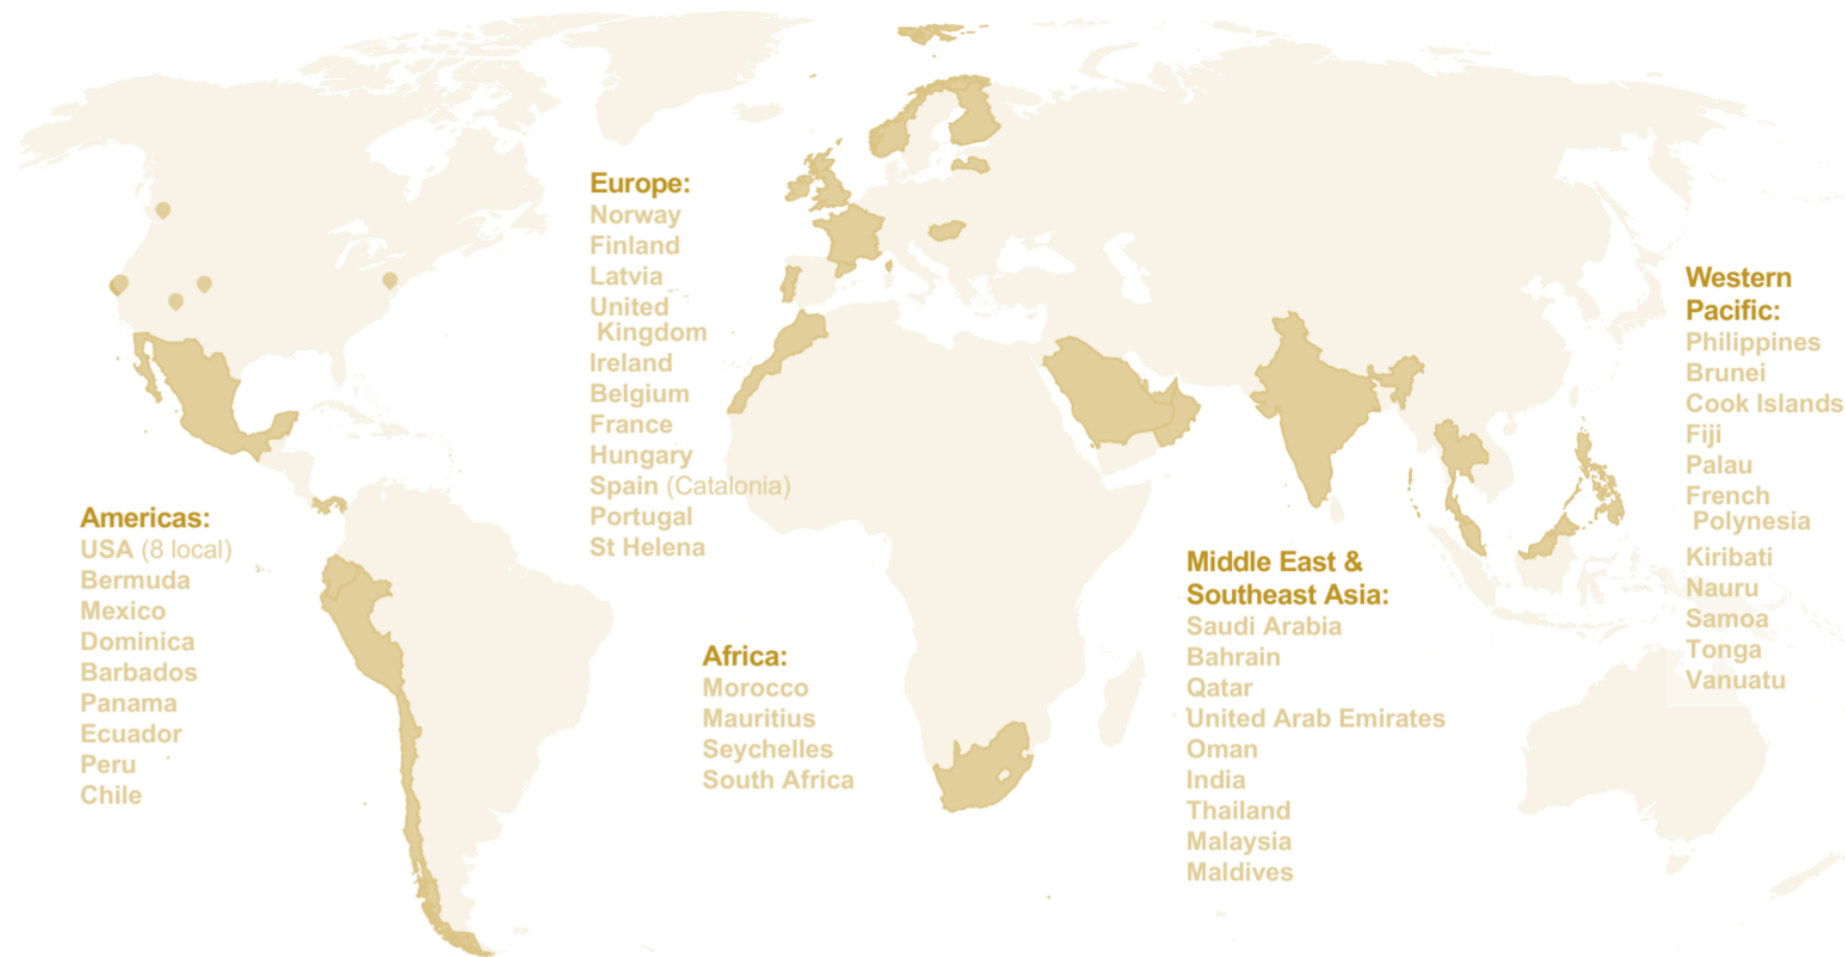 Europe:
Norway
Finland
Latvia
United
Kingdom
Ireland
Belgium
France
Hungary
Spain (Catalonia)
Portugal
St Helena
Western
Pacific:
Philippines
Brunei
Cook Islands
Fiji
Palau
French
Polynesia
Kiribati
Nauru
Samoa
Tonga
Vanuatu
Americas:
USA (8 local)
Bermuda
Mexico
Dominica
Barbados
Panama
Ecuador
Peru
Chile
Africa:
Morocco
Mauritius
Seychelles
South Africa
Middle East &
Southeast Asia:
Saudi Arabia
Bahrain
Qatar
United Arab Emirates
Oman
India
Thailand
Malaysia
Maldives